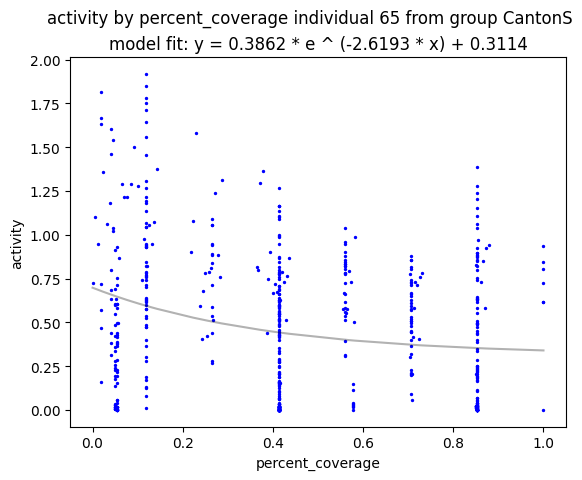 activity by percent_coverage individual 65 from group CantonS
model fit: y = 0.3862 * e ^ (-2.6193 * x) + 0.3114
2.00
1.75
1.50
1.25
1.00
0.75
0.50
0.25
0.00
activity
0.0 0.2 0.4 0.6 0.8 1.0
percent_coverage